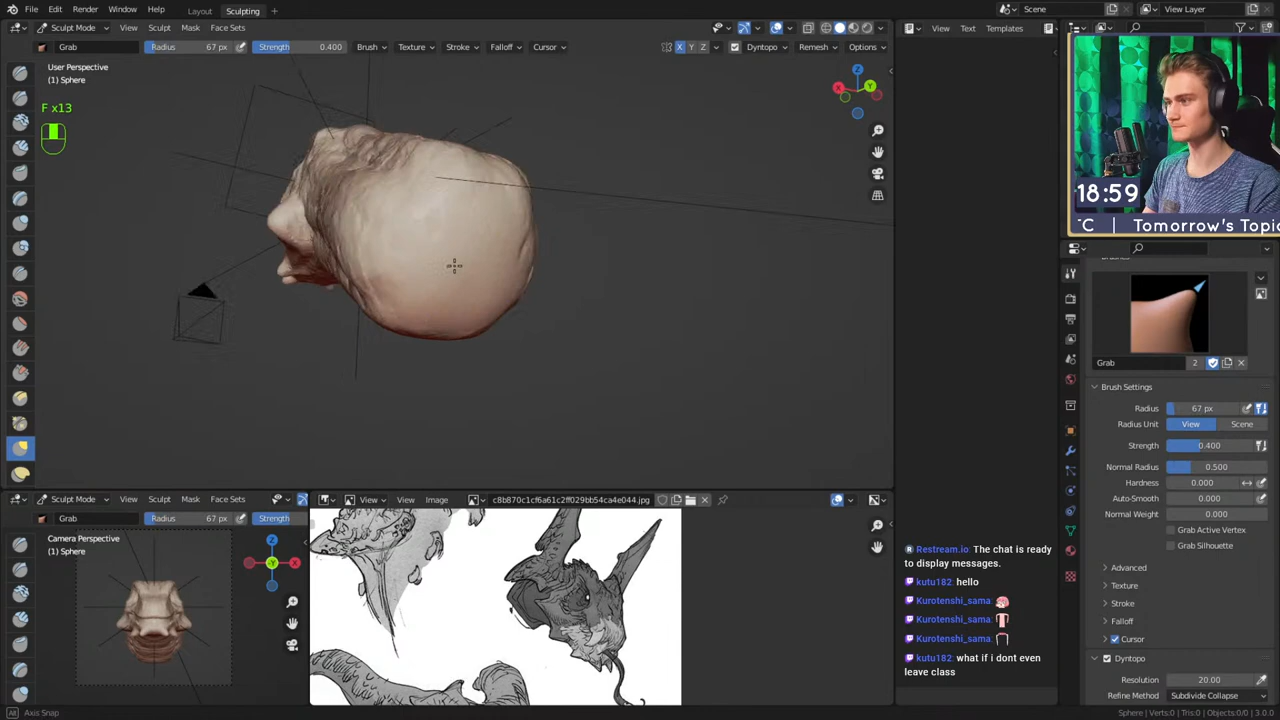 File Edit Render Window Help Layout Sculpting + Scene View Layer
Sculpt Mode View Sculpt Mask Face Sets View Text Templates
Grab Radius 67 px Strength 0.400 Brush Texture Stroke Falloff Cursor X Y Z Dyntopo Remesh Options
User Perspective
(1) Sphere
F x13
Z
X
Y
18:59
C | Tomorrow's Topic
Grab 2
Brush Settings
Radius 67 px
Radius Unit View Scene
Strength 0.400
Normal Radius 0.500
Hardness 0.000
Auto-Smooth 0.000
Normal Weight 0.000
Grab Active Vertex
Grab Silhouette
Advanced
Texture
Stroke
Falloff
Cursor
Dyntopo
Resolution 20.00
Refine Method Subdivide Collapse
Sculpt Mode View Sculpt Mask Face Sets View View Image c8b870c1cf6a61c2ff029bb54ca4e044.jpg
Grab Radius 67 px Strength
Camera Perspective
(1) Sphere
Z
Y
X
Restream.io: The chat is ready
to display messages.
kutu182: hello
Kurotenshi_sama:
Kurotenshi_sama:
Kurotenshi_sama:
kutu182: what if i dont even
leave class
Axis Snap Sphere | Verts:0 | Tris:0 | Objects:0/0 | 3.0.0